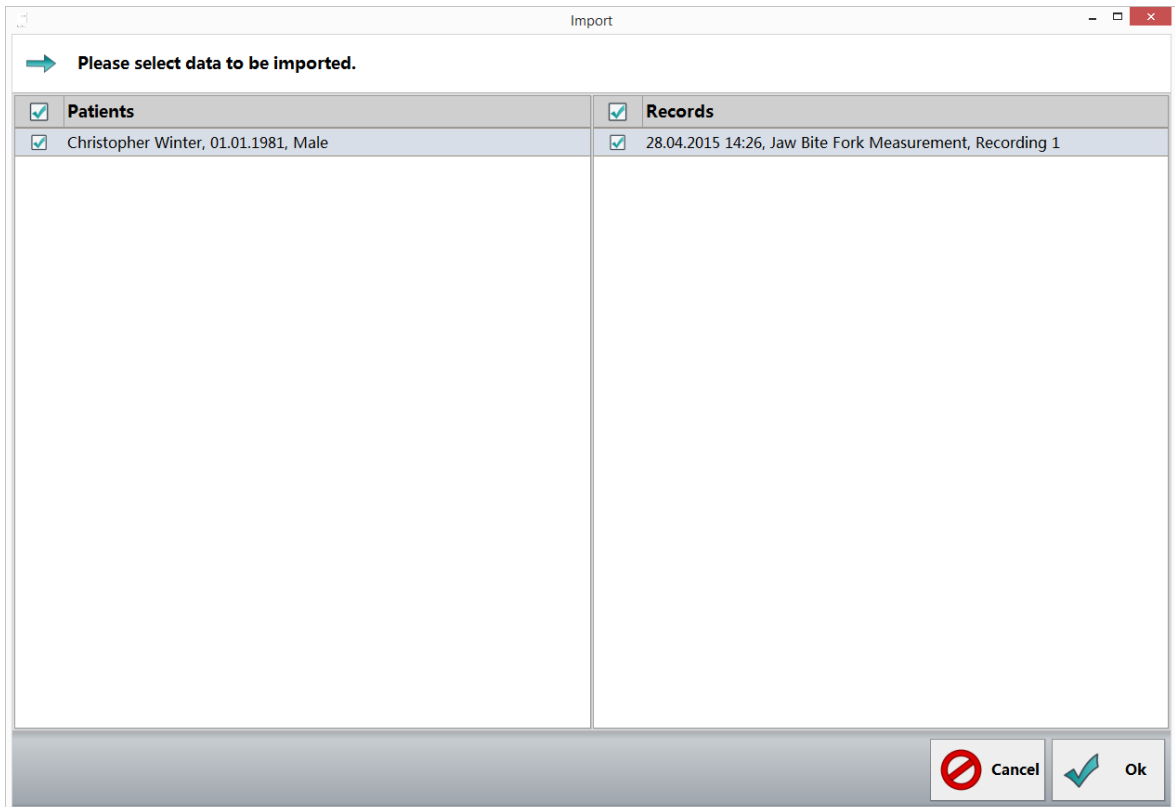 Import
Please select data to be imported.
Patients
Christopher Winter, 01.01.1981, Male
Records
28.04.2015 14:26, Jaw Bite Fork Measurement, Recording 1
Cancel
Ok